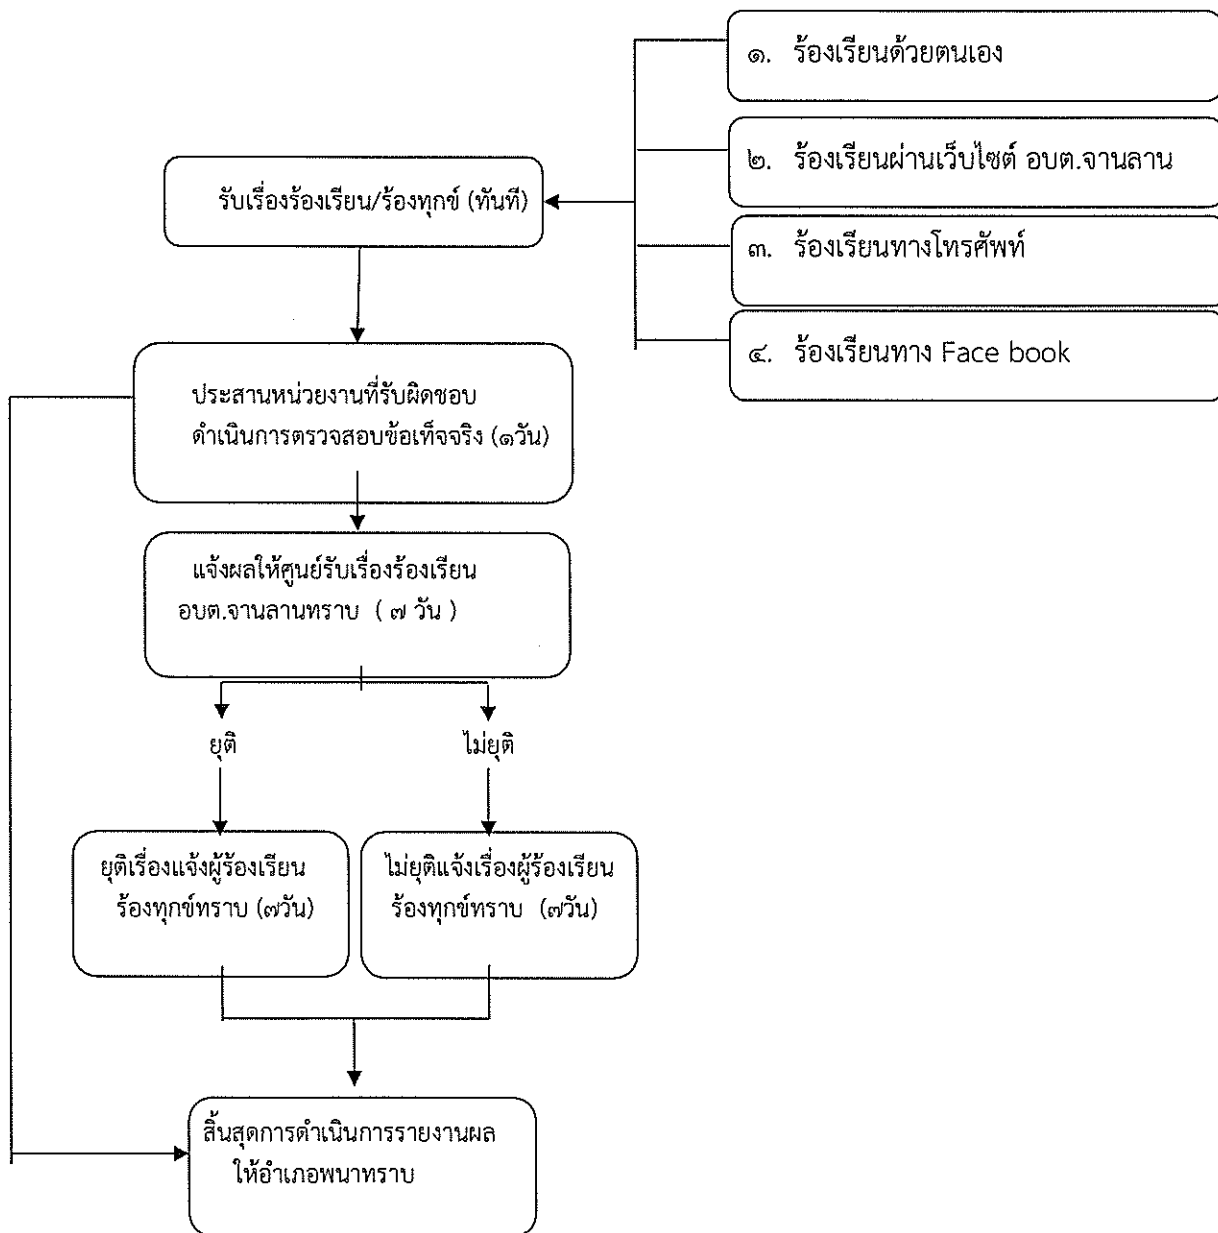 ๑. ร้องเรียนด้วยตนเอง
๒. ร้องเรียนผ่านเว็บไซต์ อบต.จานลาน
๓. ร้องเรียนทางโทรศัพท์
๔. ร้องเรียนทาง Face book
รับเรื่องร้องเรียน/ร้องทุกข์ (ทันที)
ประสานหน่วยงานที่รับผิดชอบ
ดำเนินการตรวจสอบข้อเท็จจริง (๑วัน)
แจ้งผลให้ศูนย์รับเรื่องร้องเรียน
อบต.จานลานทราบ ( ๗ วัน )
ยุติ
ไม่ยุติ
ยุติเรื่องแจ้งผู้ร้องเรียน
ร้องทุกข์ทราบ (๗วัน)
ไม่ยุติแจ้งเรื่องผู้ร้องเรียน
ร้องทุกข์ทราบ (๗วัน)
สิ้นสุดการดำเนินการรายงานผล
ให้อำเภอพนาทราบ